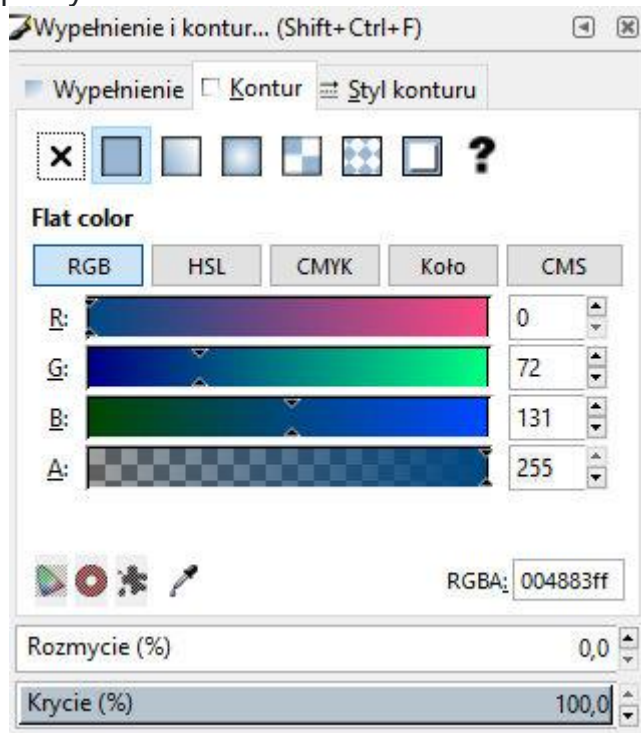 Wypełnienie i kontur... (Shift+Ctrl+F)
Wypełnienie Kontur Styl konturu
Flat color
RGB HSL CMYK Koło CMS
R: 0
G: 72
B: 131
A: 255
RGBA: 004883ff
Rozmycie (%) 0,0
Krycie (%) 100,0